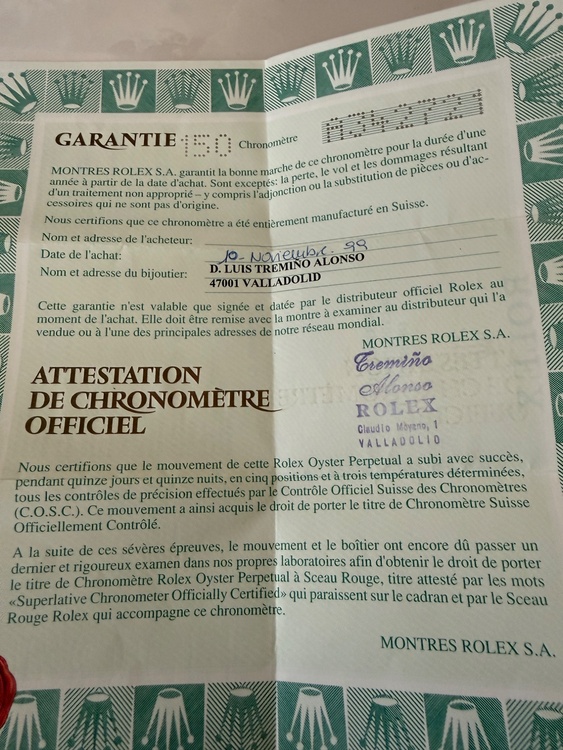 GARANTIE 150 Chronomètre
MONTRES ROLEX S.A. garantit la bonne marche de ce chronomètre pour la durée d'une
année à partir de la date d'achat. Sont exceptés: la perte, le vol et les dommages résultant
d'un traitement non approprié – y compris l'adjonction ou la substitution de pièces ou d'ac-
cessoires qui ne sont pas d'origine.
Nous certifions que ce chronomètre a été entièrement manufacturé en Suisse.
Nom et adresse de l'acheteur:
Date de l'achat: 10 - Noviembre. 99
Nom et adresse du bijoutier: D. LUIS TREMIÑO ALONSO
47001 VALLADOLID
Cette garantie n'est valable que signée et datée par le distributeur officiel Rolex au
moment de l'achat. Elle doit être remise avec la montre à examiner au distributeur qui l'a
vendue ou à l'une des principales adresses de notre réseau mondial.
MONTRES ROLEX S.A.
Tremiño
Alonso
ROLEX
Claudio Moyano, 1
VALLADOLID
ATTESTATION
DE CHRONOMÈTRE
OFFICIEL
Nous certifions que le mouvement de cette Rolex Oyster Perpetual a subi avec succès,
pendant quinze jours et quinze nuits, en cinq positions et à trois températures déterminées,
tous les contrôles de précision effectués par le Contrôle Officiel Suisse des Chronomètres
(C.O.S.C.). Ce mouvement a ainsi acquis le droit de porter le titre de Chronomètre Suisse
Officiellement Contrôlé.
A la suite de ces sévères épreuves, le mouvement et le boîtier ont encore dû passer un
dernier et rigoureux examen dans nos propres laboratoires afin d'obtenir le droit de porter
le titre de Chronomètre Rolex Oyster Perpetual à Sceau Rouge, titre attesté par les mots
«Superlative Chronometer Officially Certified» qui paraissent sur le cadran et par le Sceau
Rouge Rolex qui accompagne ce chronomètre.
MONTRES ROLEX S.A.